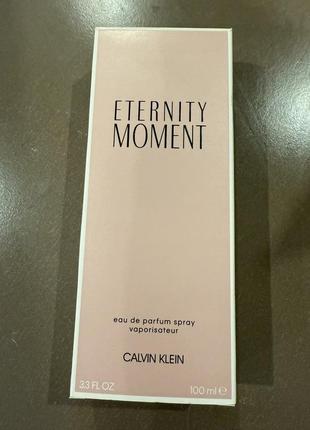 ETERNITY
MOMENT
eau de parfum spray
vaporisateur
CALVIN KLEIN
3.3 FL OZ 100 ml ℮